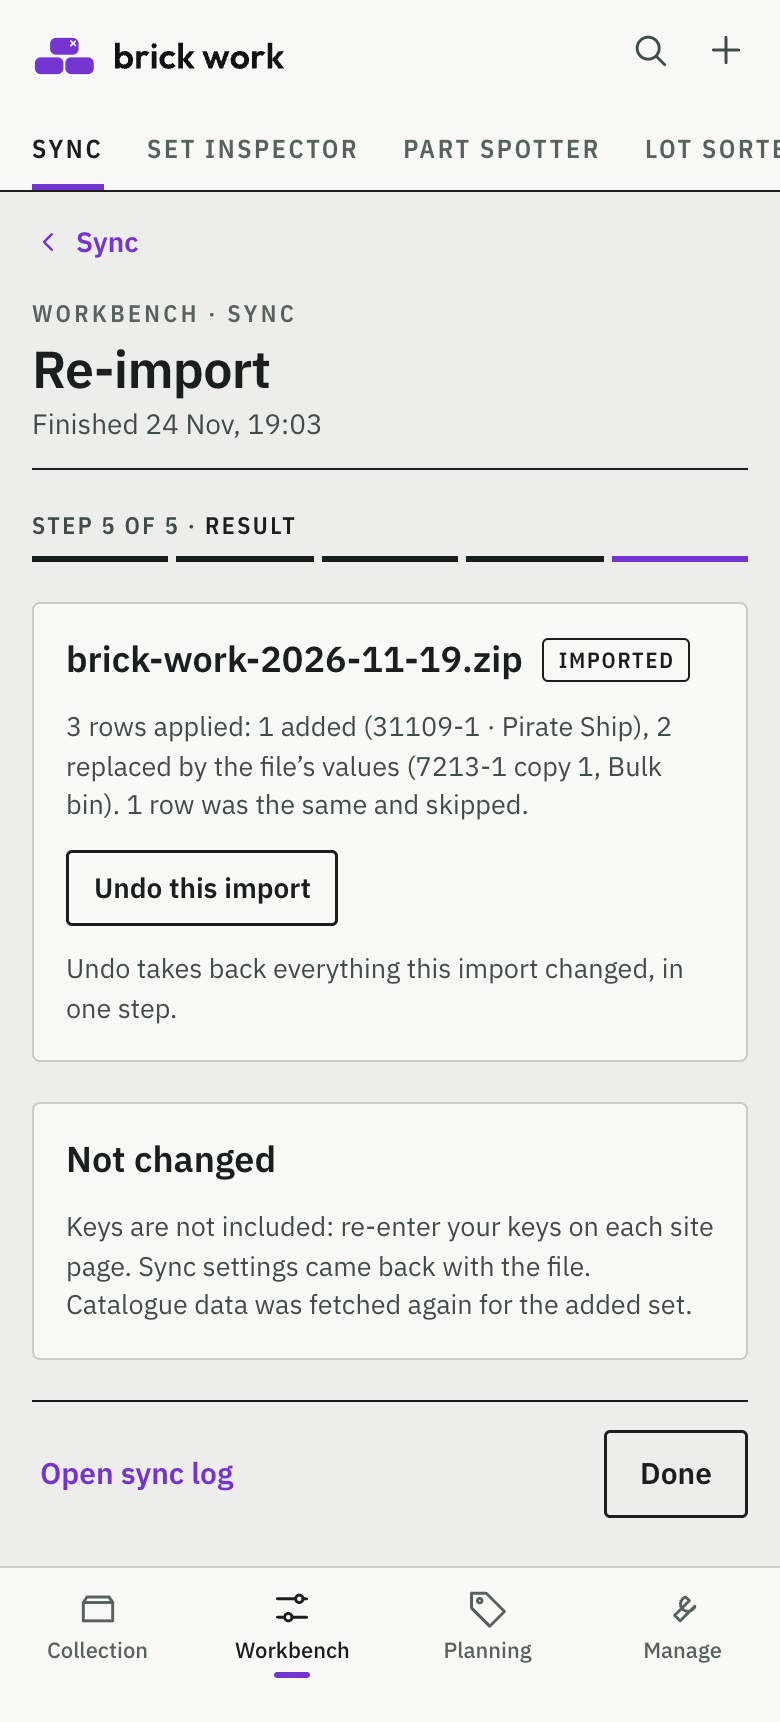 brick work
SYNC SET INSPECTOR PART SPOTTER LOT SORTE
Sync
WORKBENCH · SYNC
Re-import
Finished 24 Nov, 19:03
STEP 5 OF 5 · RESULT
brick-work-2026-11-19.zip IMPORTED
3 rows applied: 1 added (31109-1 · Pirate Ship), 2
replaced by the file’s values (7213-1 copy 1, Bulk
bin). 1 row was the same and skipped.
Undo this import
Undo takes back everything this import changed, in
one step.
Not changed
Keys are not included: re-enter your keys on each site
page. Sync settings came back with the file.
Catalogue data was fetched again for the added set.
Open sync log Done
Collection Workbench Planning Manage